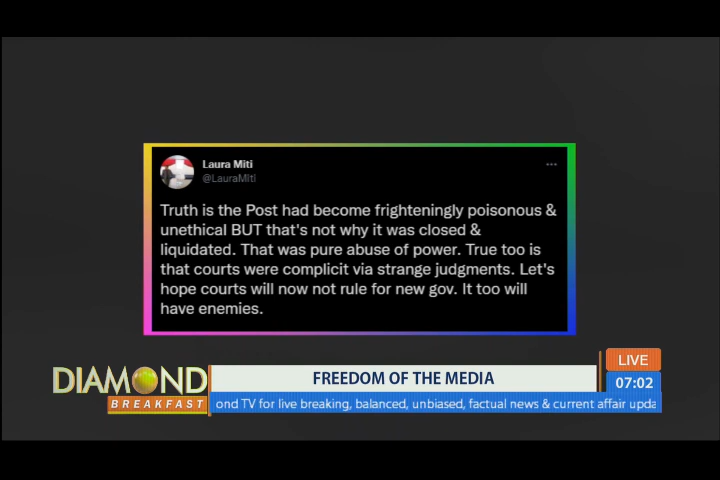 Laura Miti
@LauraMiti
Truth is the Post had become frighteningly poisonous &
unethical BUT that's not why it was closed &
liquidated. That was pure abuse of power. True too is
that courts were complicit via strange judgments. Let's
hope courts will now not rule for new gov. It too will
have enemies.
DIAMOND
BREAKFAST
FREEDOM OF THE MEDIA
LIVE
07:02
ond TV for live breaking, balanced, unbiased, factual news & current affair upda